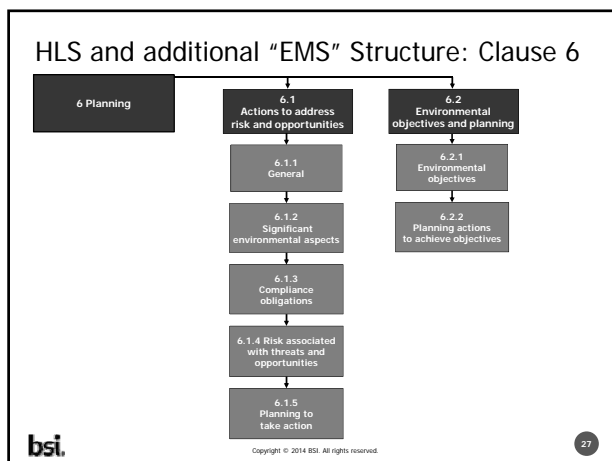 HLS and additional “EMS” Structure: Clause 6
6 Planning
6.1
Actions to address
risk and opportunities
6.1.1
General
6.1.2
Significant
environmental aspects
6.1.3
Compliance
obligations
6.1.4 Risk associated
with threats and
opportunities
6.1.5
Planning to
take action
6.2
Environmental
objectives and planning
6.2.1
Environmental
objectives
6.2.2
Planning actions
to achieve objectives
bsi.
Copyright © 2014 BSI. All rights reserved.
27